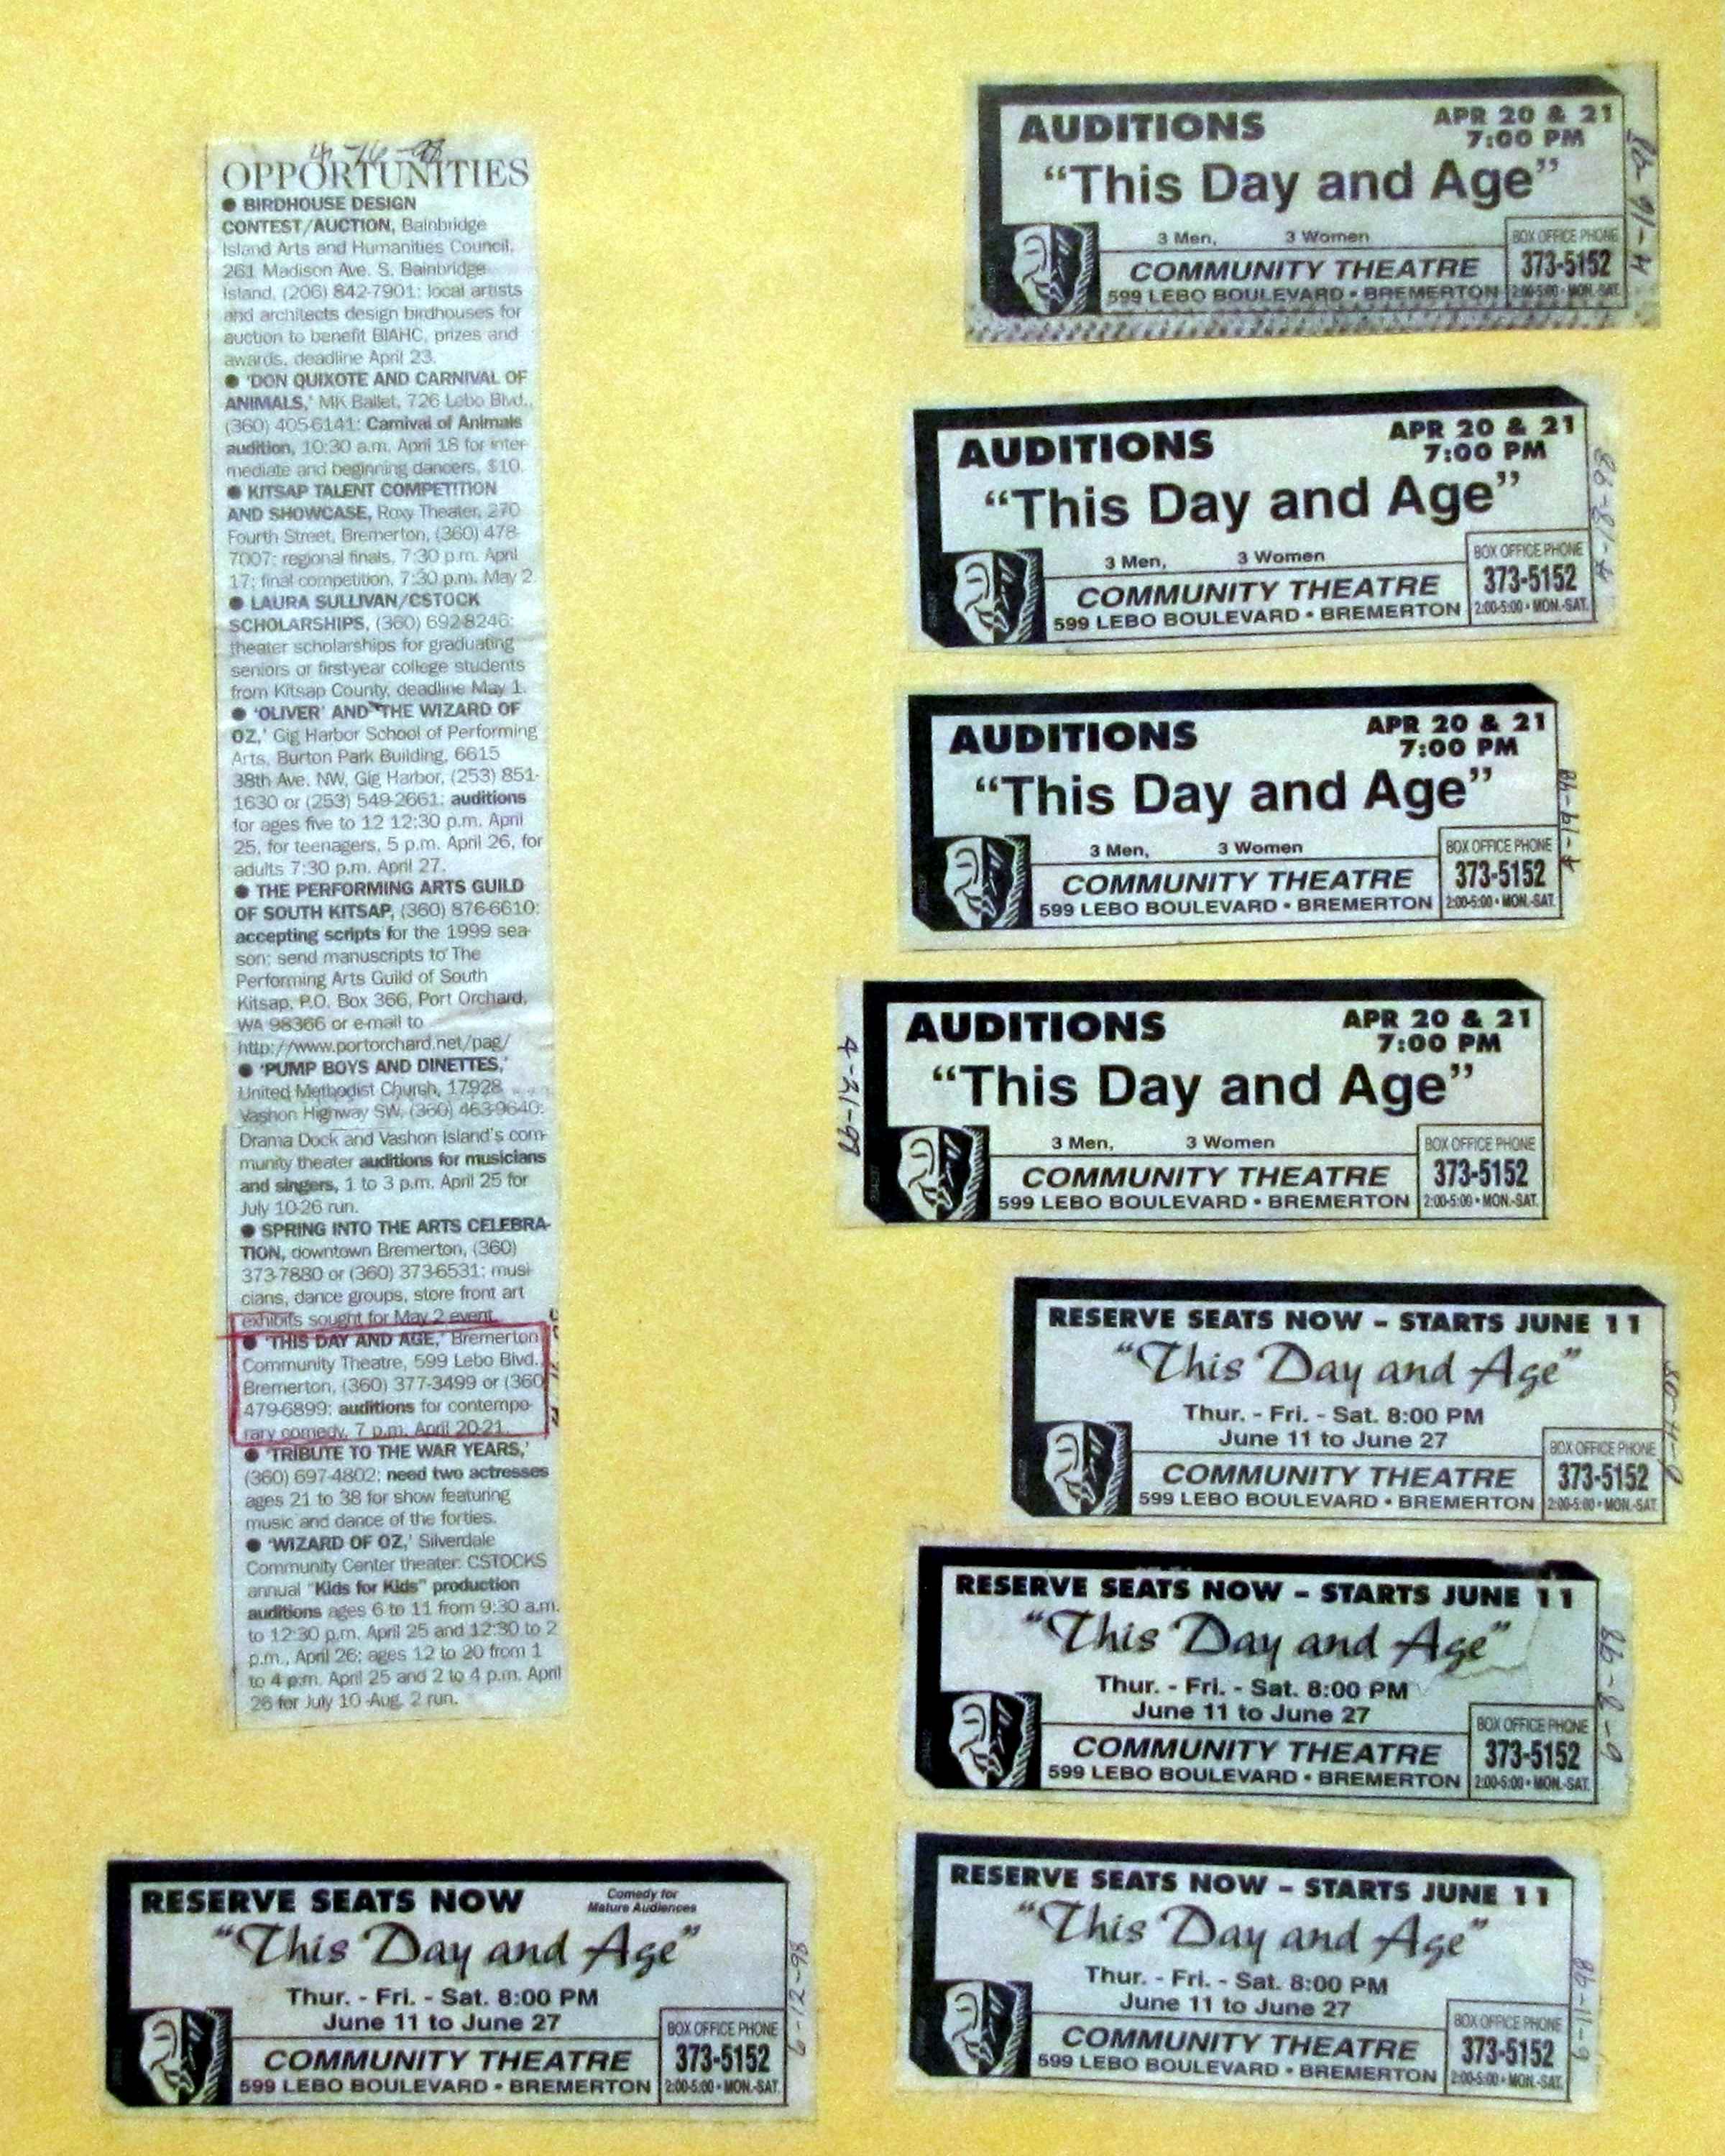 4-16-98
OPPORTUNITIES
● BIRDHOUSE DESIGN
CONTEST/AUCTION, Bainbridge
Island Arts and Humanities Council,
261 Madison Ave. S. Bainbridge
Island, (206) 842-7901; local artists
and architects design birdhouses for
auction to benefit BIAHC, prizes and
awards, deadline April 23.
● 'DON QUIXOTE AND CARNIVAL OF
ANIMALS,' MK Ballet, 726 Lebo Blvd.,
(360) 405-6141; Carnival of Animals
audition, 10:30 a.m. April 18 for inter-
mediate and beginning dancers, $10.
● KITSAP TALENT COMPETITION
AND SHOWCASE, Roxy Theater, 270
Fourth Street, Bremerton, (360) 478-
7007; regional finals, 7:30 p.m. April
17; final competition, 7:30 p.m. May 2.
● LAURA SULLIVAN/CSTOCK
SCHOLARSHIPS, (360) 692-8246;
theater scholarships for graduating
seniors or first-year college students
from Kitsap County, deadline May 1.
● 'OLIVER' AND 'THE WIZARD OF
OZ,' Gig Harbor School of Performing
Arts, Burton Park Building, 6615
38th Ave. NW, Gig Harbor, (253) 851-
1630 or (253) 549-2661; auditions
for ages five to 12 12:30 p.m. April
25, for teenagers, 5 p.m. April 26, for
adults 7:30 p.m. April 27.
● THE PERFORMING ARTS GUILD
OF SOUTH KITSAP, (360) 876-6610;
accepting scripts for the 1999 sea-
son; send manuscripts to The
Performing Arts Guild of South
Kitsap, P.O. Box 366, Port Orchard,
WA 98366 or e-mail to
http://www.portorchard.net/pag/
● 'PUMP BOYS AND DINETTES,'
United Methodist Church, 17928
Vashon Highway SW, (360) 463-9640;
Drama Dock and Vashon Island's com-
munity theater auditions for musicians
and singers, 1 to 3 p.m. April 25 for
July 10-26 run.
● SPRING INTO THE ARTS CELEBRA-
TION, downtown Bremerton, (360)
373-7880 or (360) 373-6531; musi-
cians, dance groups, store front art
exhibits sought for May 2 event.
● 'THIS DAY AND AGE,' Bremerton
Community Theatre, 599 Lebo Blvd.,
Bremerton, (360) 377-3499 or (360)
479-6899; auditions for contempo-
rary comedy, 7 p.m. April 20-21.
● 'TRIBUTE TO THE WAR YEARS,'
(360) 697-4802; need two actresses
ages 21 to 38 for show featuring
music and dance of the forties.
● 'WIZARD OF OZ,' Silverdale
Community Center theater: CSTOCKS
annual "Kids for Kids" production
auditions ages 6 to 11 from 9:30 a.m.
to 12:30 p.m. April 25 and 12:30 to 2
p.m., April 26; ages 12 to 20 from 1
to 4 p.m. April 25 and 2 to 4 p.m. April
26 for July 10-Aug. 2 run.
AUDITIONS APR 20 & 21
7:00 PM
"This Day and Age"
3 Men, 3 Women
BOX OFFICE PHONE
COMMUNITY THEATRE 373-5152
599 LEBO BOULEVARD • BREMERTON 2:00-5:00 • MON.-SAT.
4-16-98
AUDITIONS APR 20 & 21
7:00 PM
"This Day and Age"
3 Men, 3 Women
BOX OFFICE PHONE
COMMUNITY THEATRE 373-5152
599 LEBO BOULEVARD • BREMERTON 2:00-5:00 • MON.-SAT.
4-18-98
AUDITIONS APR 20 & 21
7:00 PM
"This Day and Age"
3 Men, 3 Women
BOX OFFICE PHONE
COMMUNITY THEATRE 373-5152
599 LEBO BOULEVARD • BREMERTON 2:00-5:00 • MON.-SAT.
4-19-98
4-21-98
AUDITIONS APR 20 & 21
7:00 PM
"This Day and Age"
3 Men, 3 Women
BOX OFFICE PHONE
COMMUNITY THEATRE 373-5152
599 LEBO BOULEVARD • BREMERTON 2:00-5:00 • MON.-SAT.
RESERVE SEATS NOW – STARTS JUNE 11
"This Day and Age"
Thur. - Fri. - Sat. 8:00 PM
June 11 to June 27
BOX OFFICE PHONE
COMMUNITY THEATRE 373-5152
599 LEBO BOULEVARD • BREMERTON 2:00-5:00 • MON.-SAT.
RESERVE SEATS NOW – STARTS JUNE 11
"This Day and Age"
Thur. - Fri. - Sat. 8:00 PM
June 11 to June 27
BOX OFFICE PHONE
COMMUNITY THEATRE 373-5152
599 LEBO BOULEVARD • BREMERTON 2:00-5:00 • MON.-SAT.
6-8-98
RESERVE SEATS NOW – STARTS JUNE 11
"This Day and Age"
Thur. - Fri. - Sat. 8:00 PM
June 11 to June 27
BOX OFFICE PHONE
COMMUNITY THEATRE 373-5152
599 LEBO BOULEVARD • BREMERTON 2:00-5:00 • MON.-SAT.
6-11-98
RESERVE SEATS NOW Comedy for
Mature Audiences
"This Day and Age"
Thur. - Fri. - Sat. 8:00 PM
June 11 to June 27
BOX OFFICE PHONE
COMMUNITY THEATRE 373-5152
599 LEBO BOULEVARD • BREMERTON 2:00-5:00 • MON.-SAT.
6-12-98